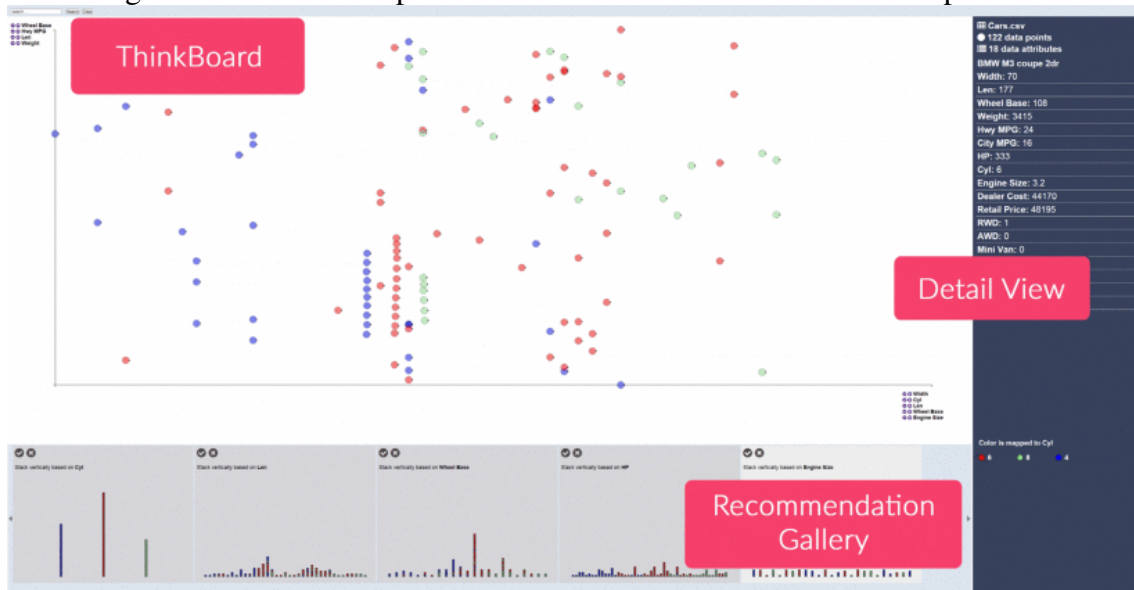 Search Clear
Wheel Base
Hwy MPG
Len
Weight
ThinkBoard
Cars.csv
122 data points
18 data attributes
BMW M3 coupe 2dr
Width: 70
Len: 177
Wheel Base: 108
Weight: 3415
Hwy MPG: 24
City MPG: 16
HP: 333
Cyl: 6
Engine Size: 3.2
Dealer Cost: 44170
Retail Price: 48195
RWD: 1
AWD: 0
Mini Van: 0
Detail View
Width
Cyl
Len
Wheel Base
Engine Size
Color is mapped to Cyl
6 8 4
Stack vertically based on Cyl
Stack vertically based on Len
Stack vertically based on Wheel Base
Stack vertically based on HP
Stack vertically based on Engine Size
Recommendation
Gallery